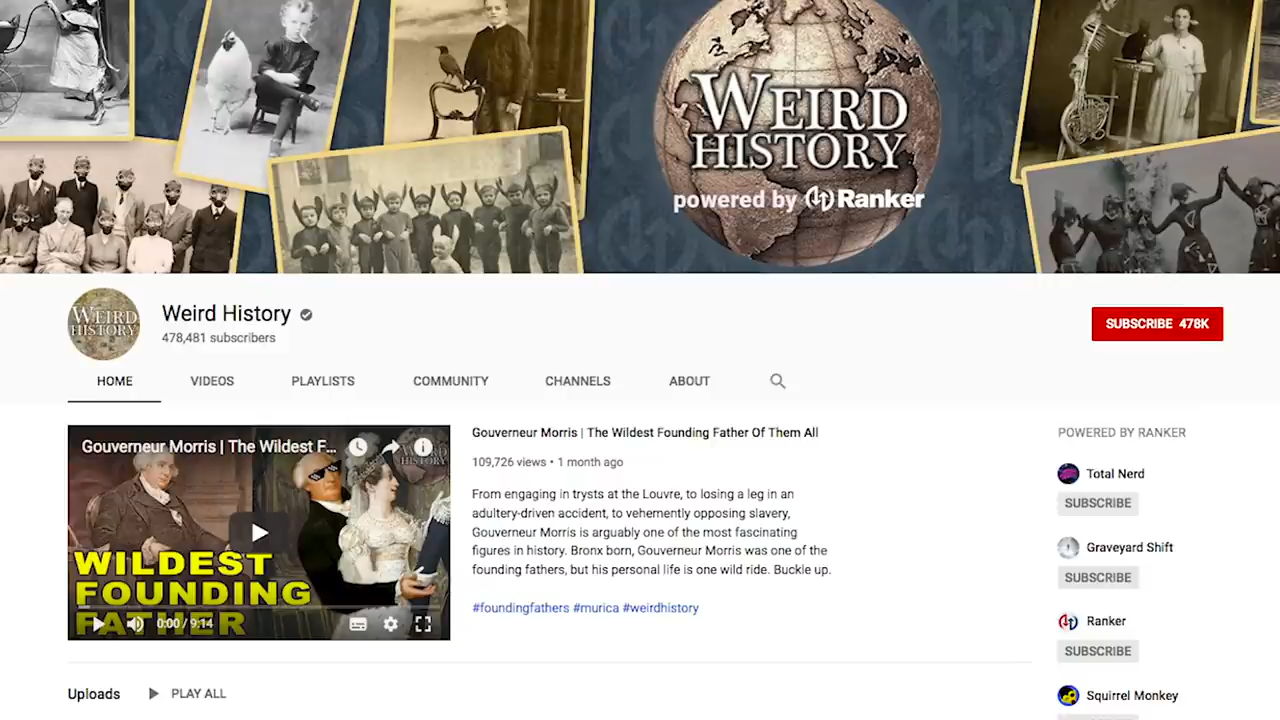 WEIRD
HISTORY
powered by Ranker
WEIRD
HISTORY
Weird History
478,481 subscribers
SUBSCRIBE 478K
HOME
VIDEOS
PLAYLISTS
COMMUNITY
CHANNELS
ABOUT
Gouverneur Morris | The Wildest F...
WEIRD
HISTORY
WILDEST
FOUNDING
FATHER
0:00 / 9:14
Gouverneur Morris | The Wildest Founding Father Of Them All
109,726 views • 1 month ago
From engaging in trysts at the Louvre, to losing a leg in an
adultery-driven accident, to vehemently opposing slavery,
Gouverneur Morris is arguably one of the most fascinating
figures in history. Bronx born, Gouverneur Morris was one of the
founding fathers, but his personal life is one wild ride. Buckle up.
#foundingfathers #murica #weirdhistory
POWERED BY RANKER
Total Nerd
SUBSCRIBE
Graveyard Shift
SUBSCRIBE
Ranker
SUBSCRIBE
Squirrel Monkey
Uploads
PLAY ALL